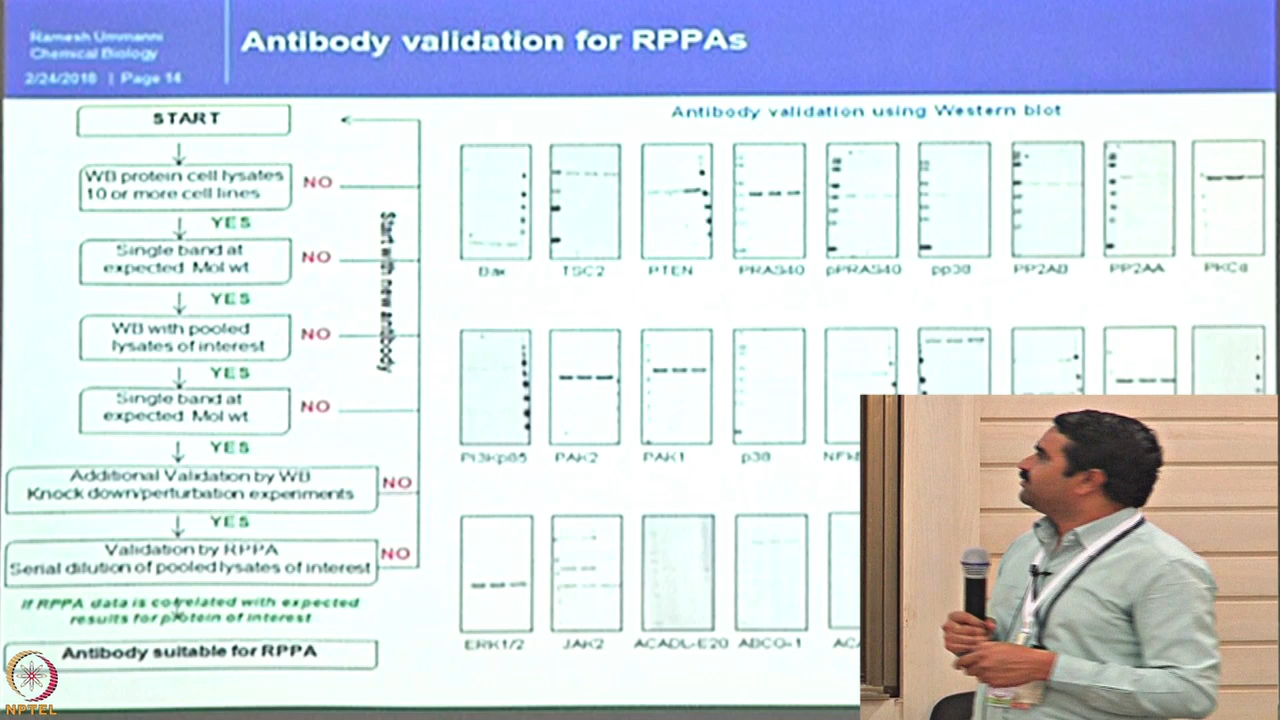 Ramesh Ummanni
Chemical Biology
2/24/2018 | Page 14
Antibody validation for RPPAs
START
WB protein cell lysates
10 or more cell lines
NO
YES
Single band at
expected Mol wt
NO
YES
WB with pooled
lysates of interest
NO
YES
Single band at
expected Mol wt
NO
YES
Additional Validation by WB
Knock down/perturbation experiments
NO
YES
Validation by RPPA
Serial dilution of pooled lysates of interest
NO
If RPPA data is correlated with expected
results for protein of interest
Antibody suitable for RPPA
Start with new antibody
Antibody validation using Western blot
Bax TSC2 PTEN PRAS40 pPRAS40 pp38 PP2AB PP2AA PKCα
PI3Kp85 PAK2 PAK1 p38
ERK1/2 JAK2 ACADL-E20 ABCG-1
NPTEL